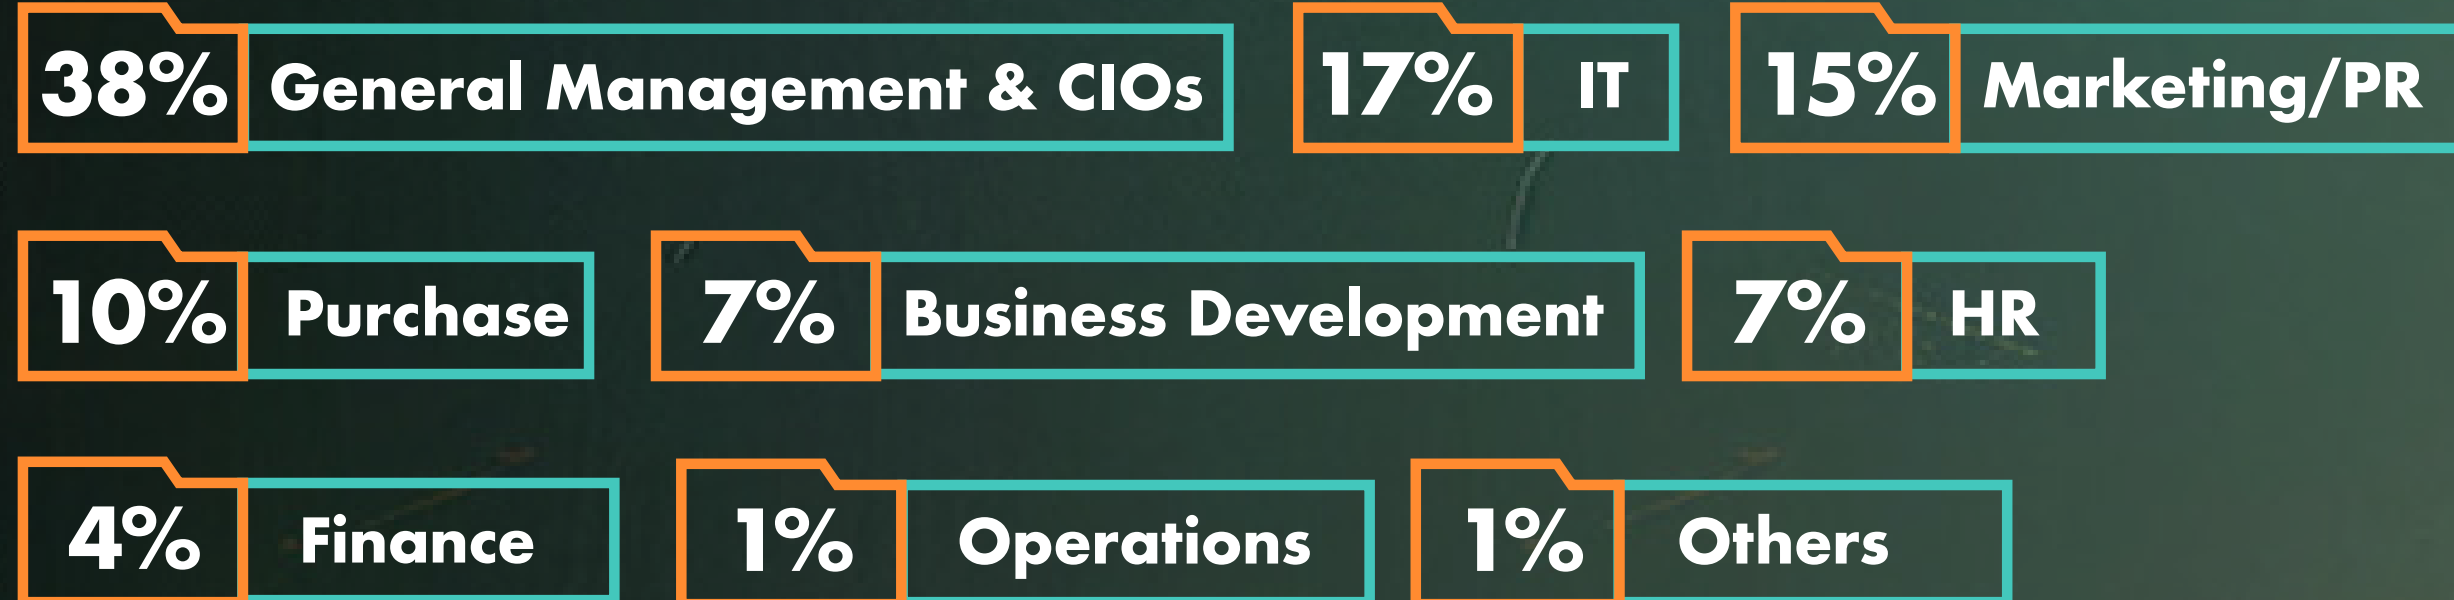 38% General Management & CIOs 17% IT 15% Marketing/PR
10% Purchase 7% Business Development 7% HR
4% Finance 1% Operations 1% Others